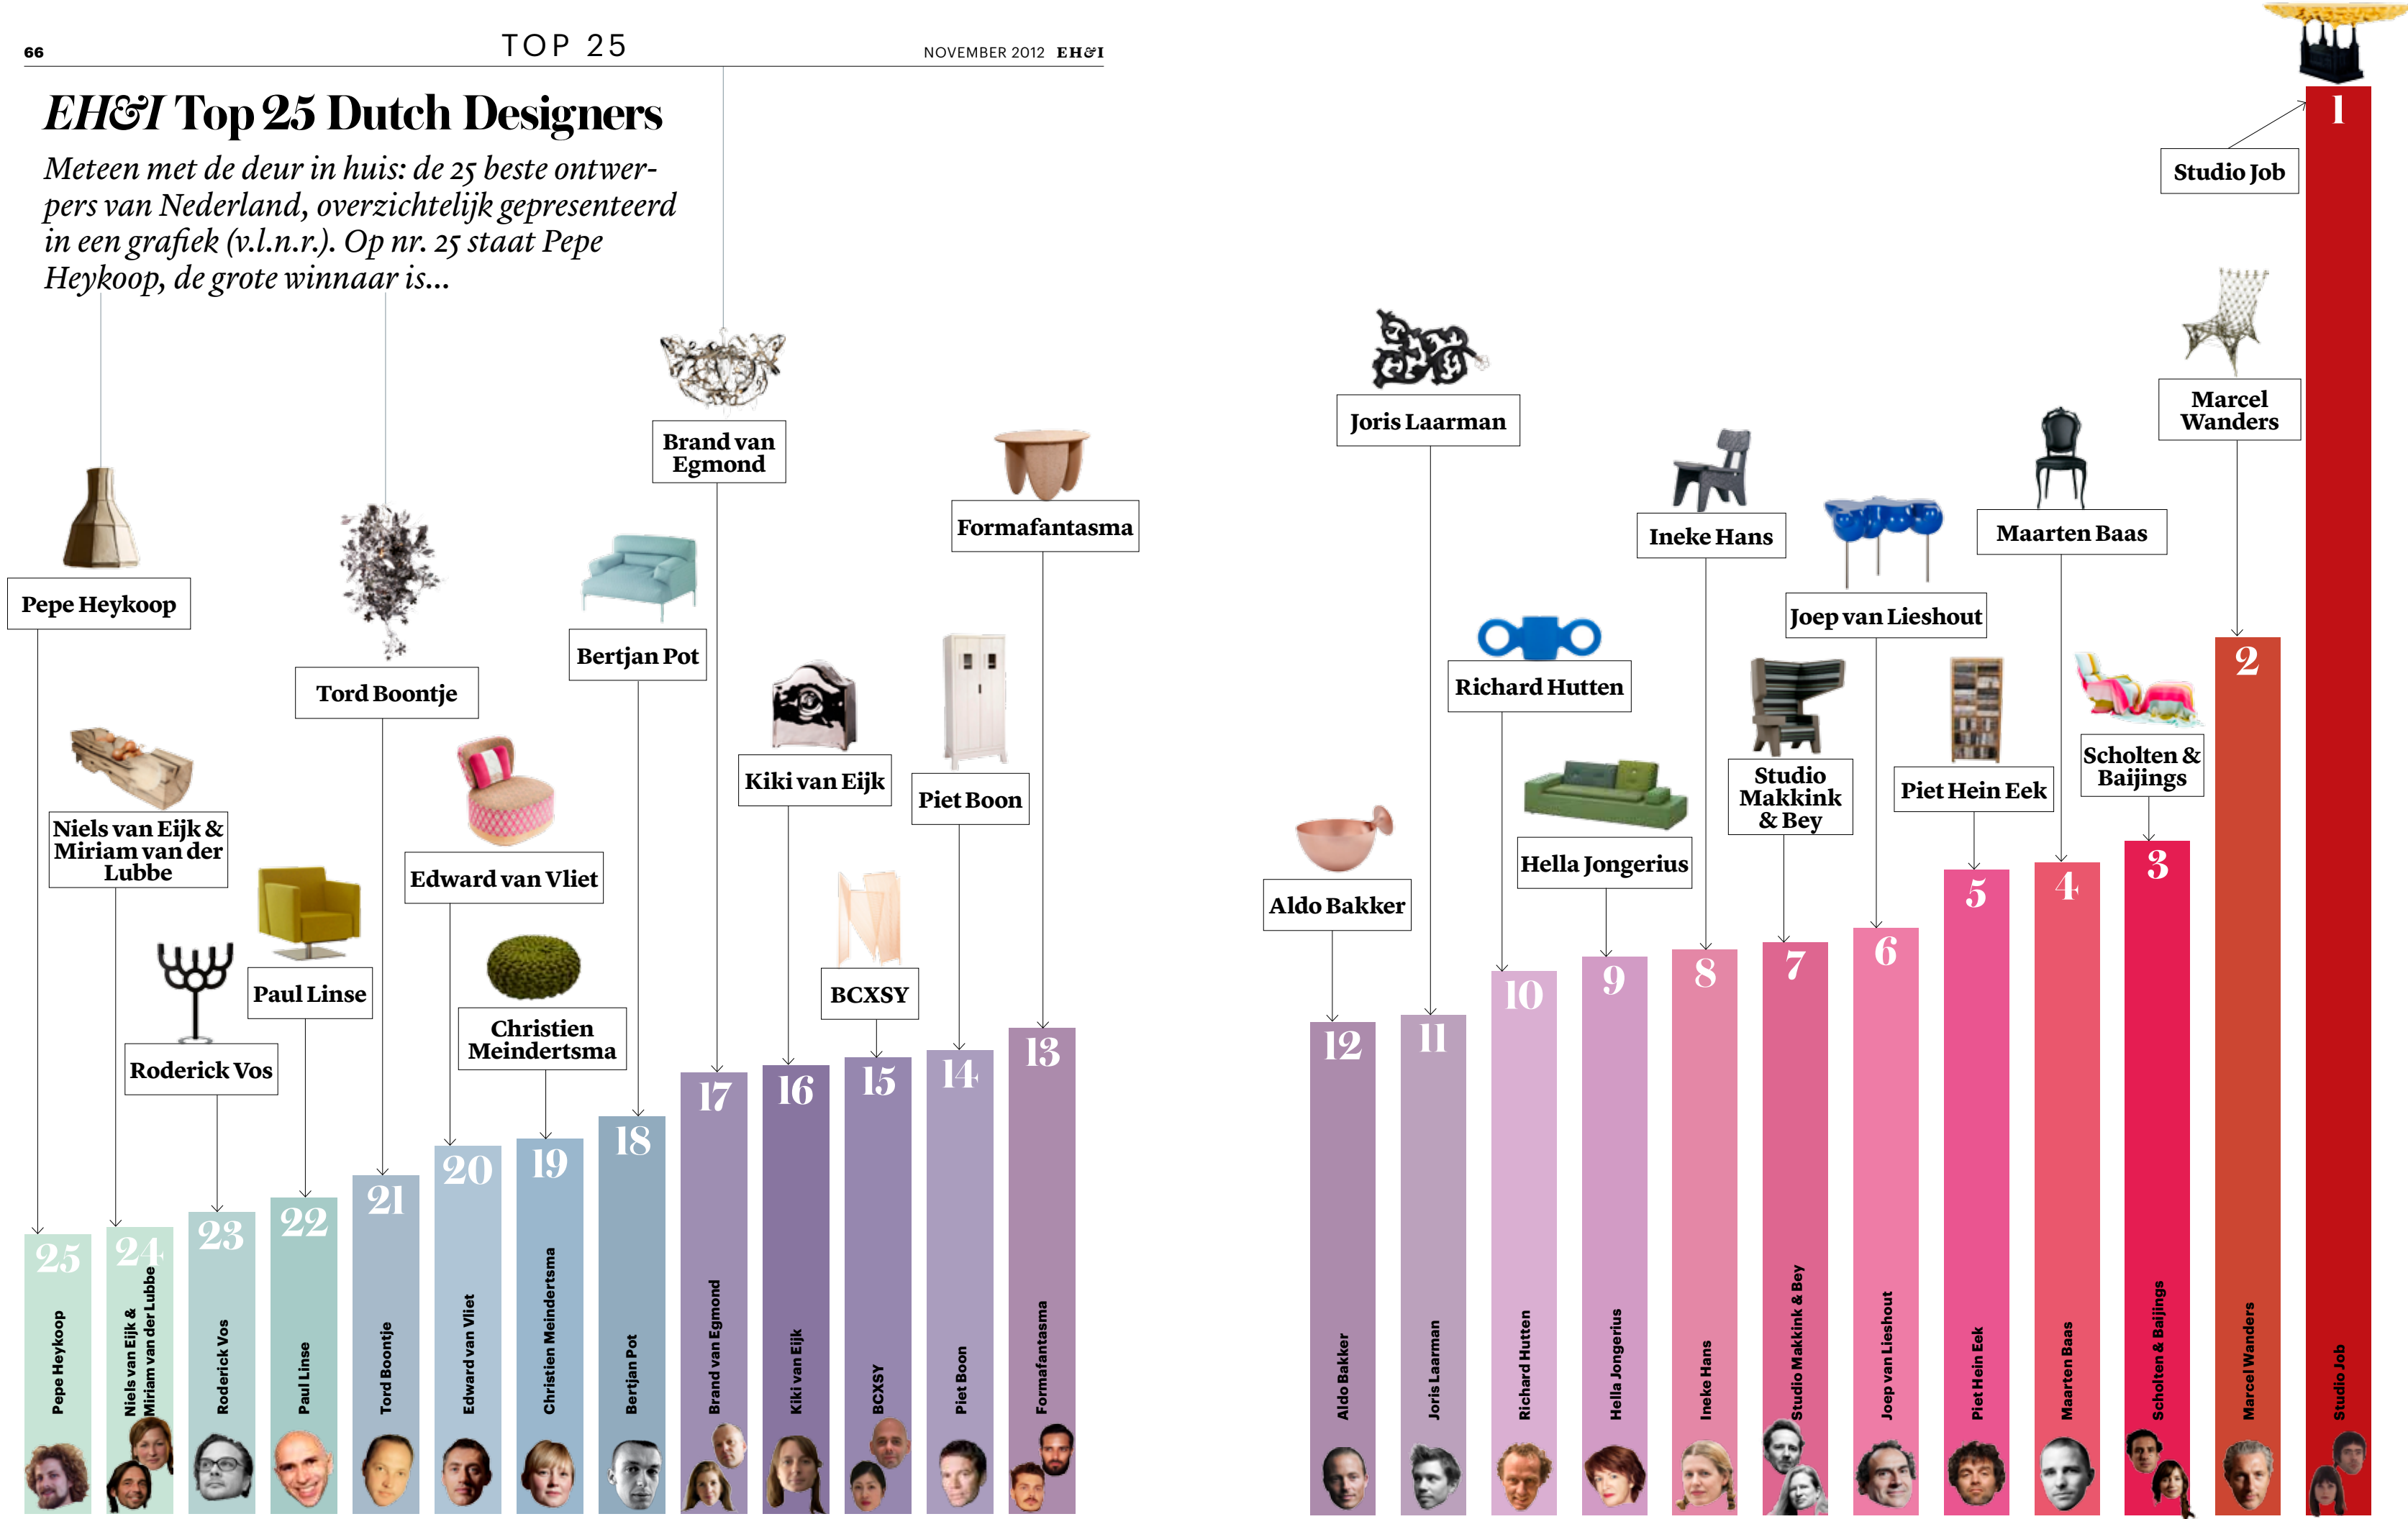 66
TOP 25
NOVEMBER 2012 EH&I
EH&I Top 25 Dutch Designers
Meteen met de deur in huis: de 25 beste ontwer-
pers van Nederland, overzichtelijk gepresenteerd
in een grafiek (v.l.n.r.). Op nr. 25 staat Pepe
Heykoop, de grote winnaar is...
Pepe Heykoop
Niels van Eijk &
Miriam van der
Lubbe
Roderick Vos
Paul Linse
Tord Boontje
Edward van Vliet
Christien
Meindertsma
Bertjan Pot
Brand van
Egmond
Kiki van Eijk
BCXSY
Piet Boon
Formafantasma
Aldo Bakker
Joris Laarman
Richard Hutten
Hella Jongerius
Ineke Hans
Studio
Makkink
& Bey
Joep van Lieshout
Piet Hein Eek
Maarten Baas
Scholten &
Baijings
Marcel
Wanders
Studio Job
25
24
23
22
21
20
19
18
17
16
15
14
13
12
11
10
9
8
7
6
5
4
3
2
1
Pepe Heykoop
Niels van Eijk &
Miriam van der Lubbe
Roderick Vos
Paul Linse
Tord Boontje
Edward van Vliet
Christien Meindertsma
Bertjan Pot
Brand van Egmond
Kiki van Eijk
BCXSY
Piet Boon
Formafantasma
Aldo Bakker
Joris Laarman
Richard Hutten
Hella Jongerius
Ineke Hans
Studio Makkink & Bey
Joep van Lieshout
Piet Hein Eek
Maarten Baas
Scholten & Baijings
Marcel Wanders
Studio Job